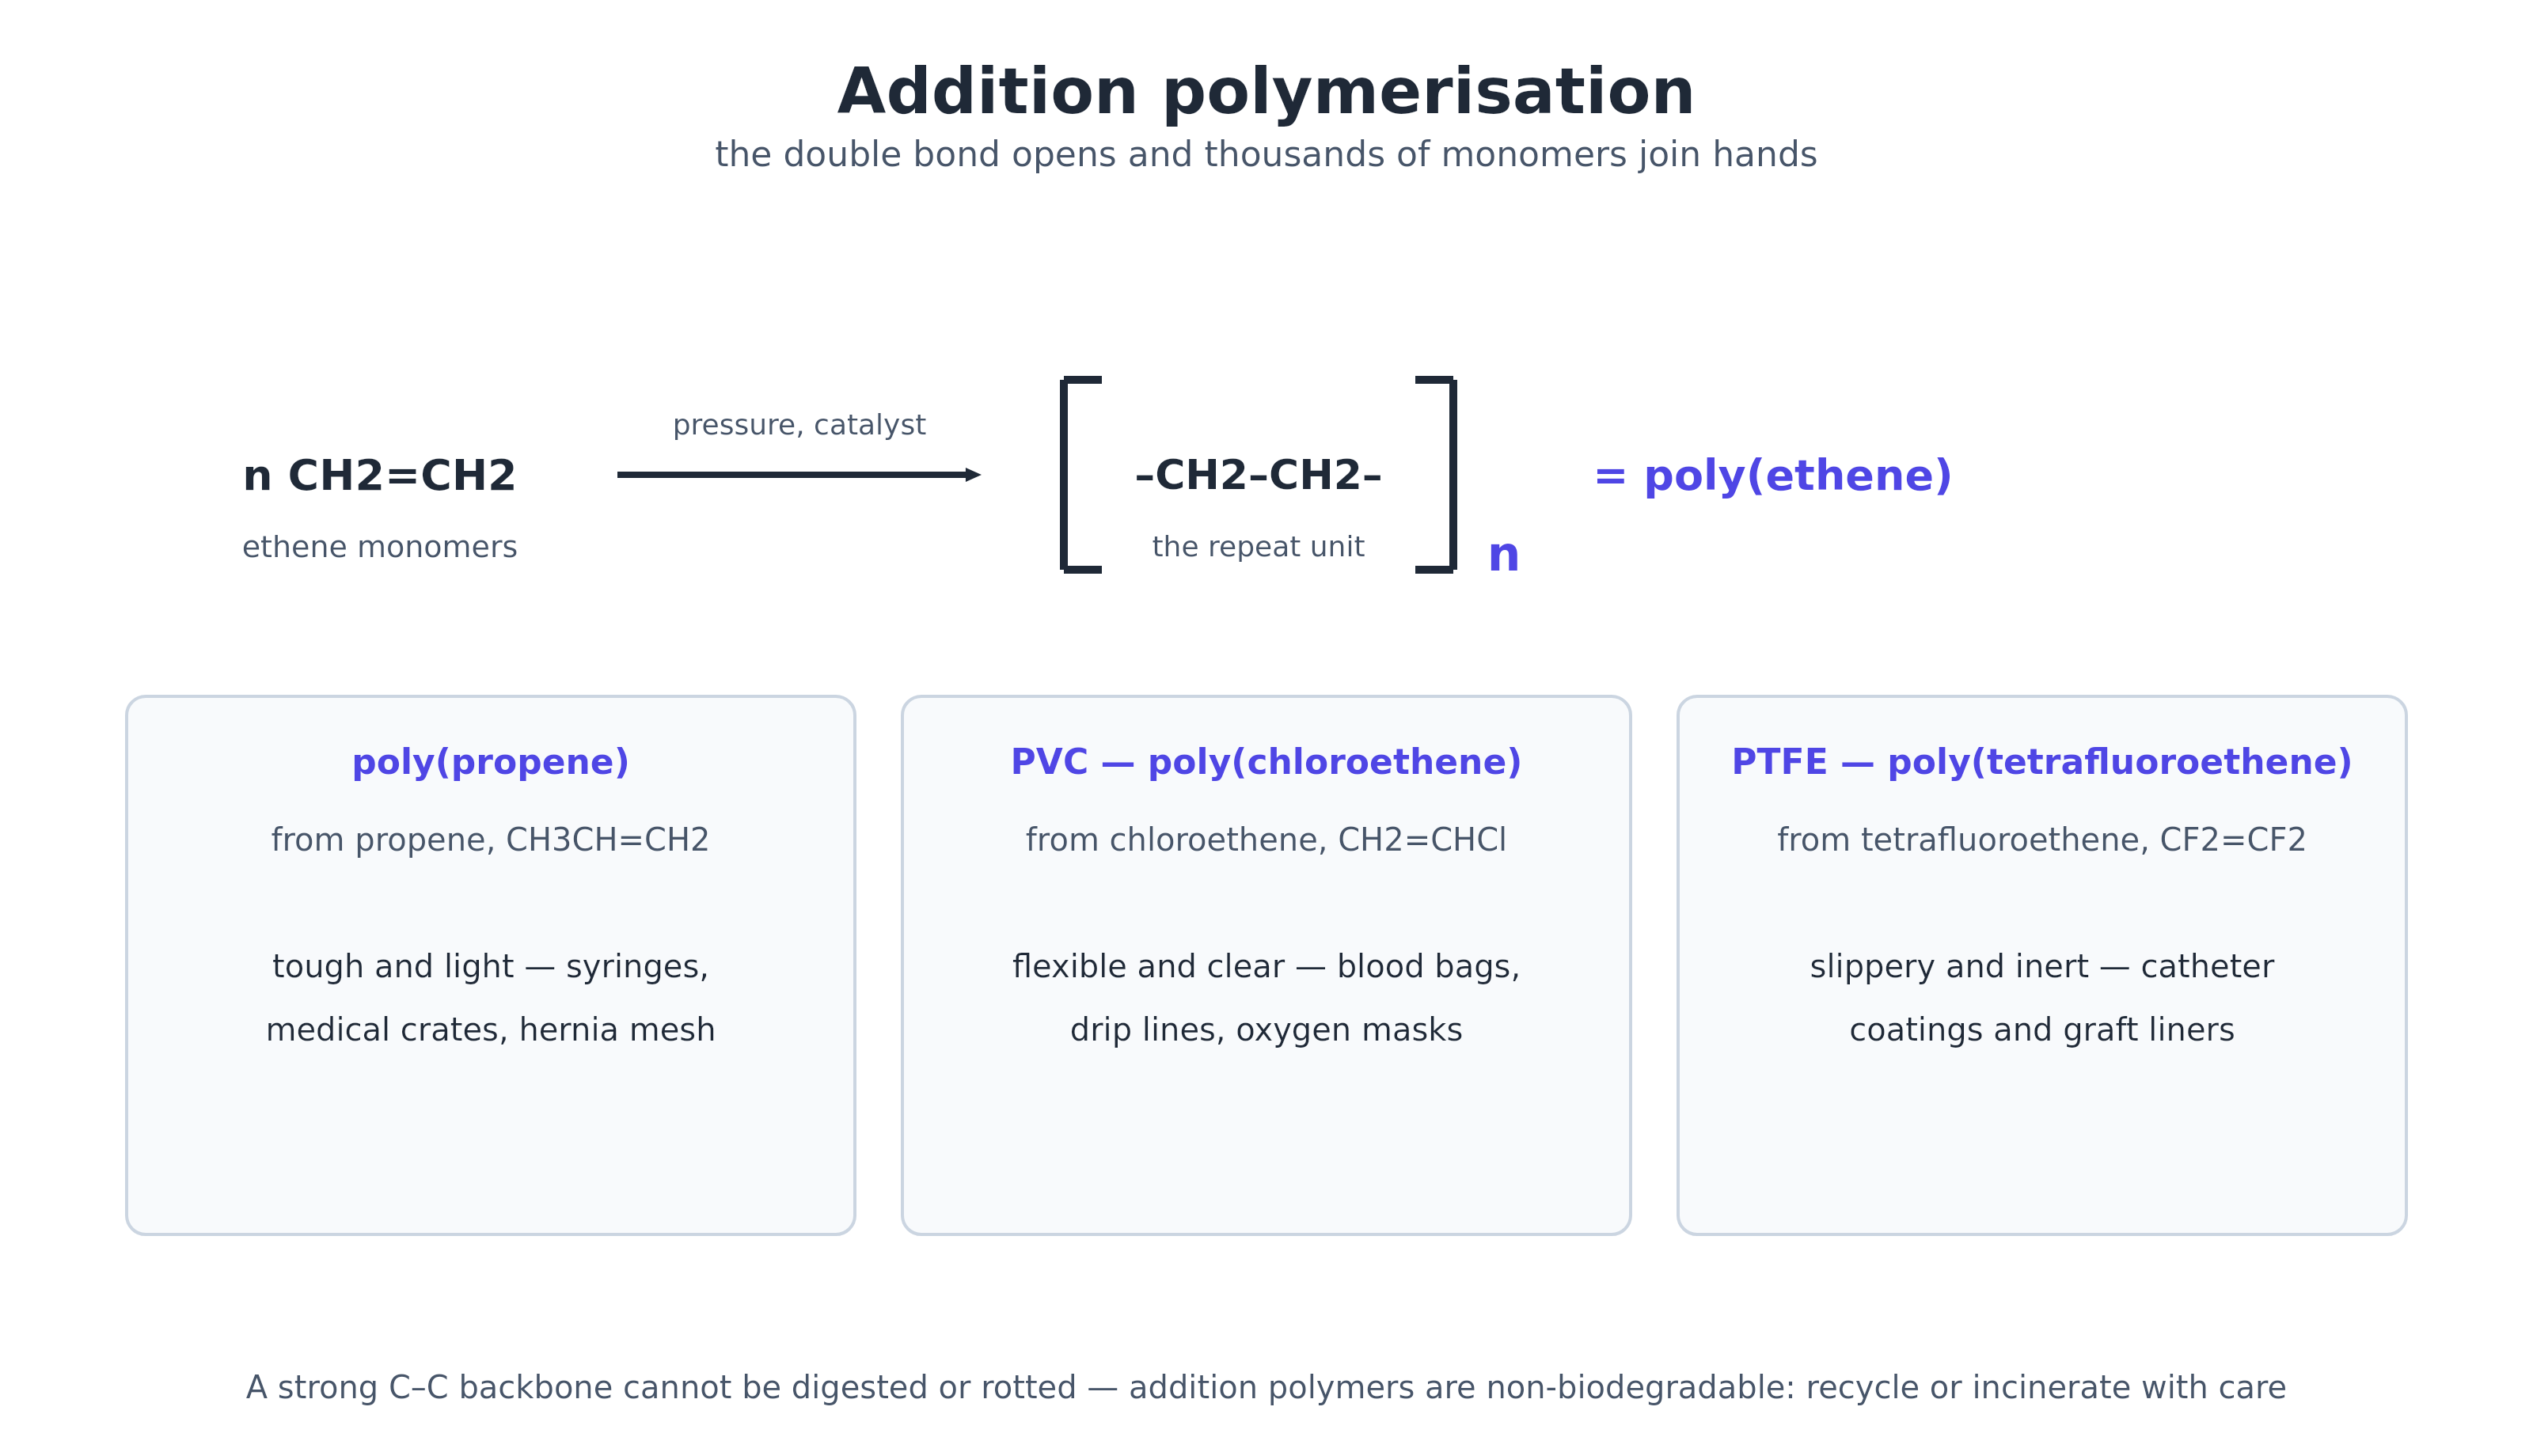 Addition polymerisation
the double bond opens and thousands of monomers join hands
pressure, catalyst
n CH2=CH2
–CH2–CH2–
= poly(ethene)
ethene monomers
the repeat unit
n
poly(propene)
from propene, CH3CH=CH2
tough and light — syringes,
medical crates, hernia mesh
PVC — poly(chloroethene)
from chloroethene, CH2=CHCl
flexible and clear — blood bags,
drip lines, oxygen masks
PTFE — poly(tetrafluoroethene)
from tetrafluoroethene, CF2=CF2
slippery and inert — catheter
coatings and graft liners
A strong C–C backbone cannot be digested or rotted — addition polymers are non-biodegradable: recycle or incinerate with care